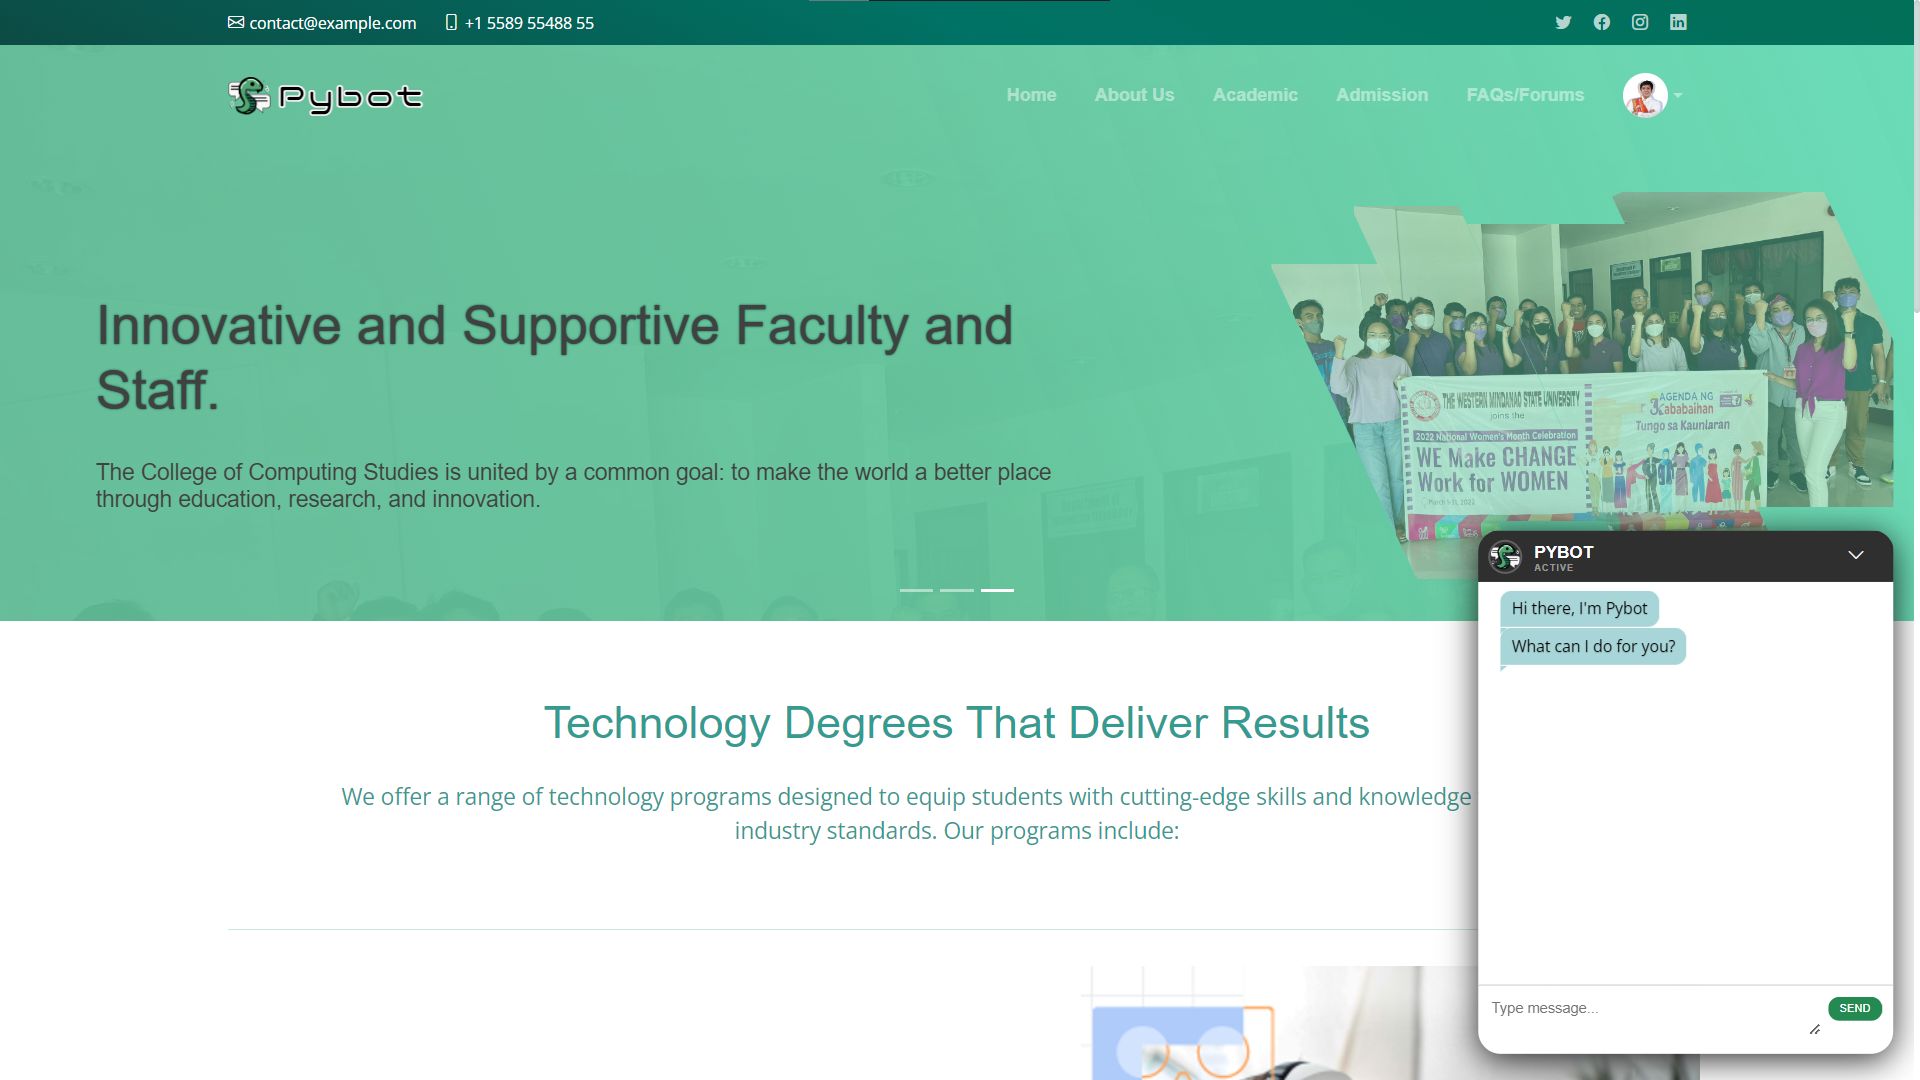 contact@example.com +1 5589 55488 55
Pybot
Home About Us Academic Admission FAQs/Forums
Innovative and Supportive Faculty and
Staff.
The College of Computing Studies is united by a common goal: to make the world a better place
through education, research, and innovation.
THE WESTERN MINDANAO STATE UNIVERSITY
joins the
2022 National Women's Month Celebration
WE Make CHANGE
Work for WOMEN
March 1-31, 2022
AGENDA NG
Kababaihan
Tungo sa Kaunlaran
Technology Degrees That Deliver Results
We offer a range of technology programs designed to equip students with cutting-edge skills and knowledge
industry standards. Our programs include:
PYBOT
ACTIVE
Hi there, I'm Pybot
What can I do for you?
Type message...
SEND